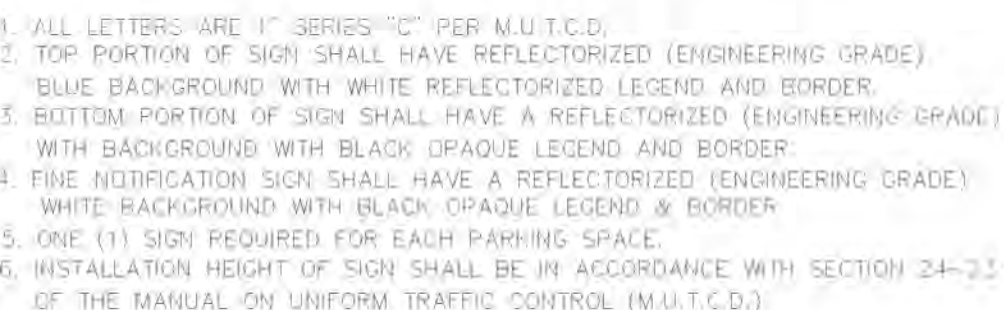 1. ALL LETTERS ARE 1" SERIES "C" PER M.U.T.C.D.
2. TOP PORTION OF SIGN SHALL HAVE REFLECTORIZED (ENGINEERING GRADE)
BLUE BACKGROUND WITH WHITE REFLECTORIZED LEGEND AND BORDER.
3. BOTTOM PORTION OF SIGN SHALL HAVE A REFLECTORIZED (ENGINEERING GRADE)
WITH BACKGROUND WITH BLACK OPAQUE LEGEND AND BORDER.
4. FINE NOTIFICATION SIGN SHALL HAVE A REFLECTORIZED (ENGINEERING GRADE)
WHITE BACKGROUND WITH BLACK OPAQUE LEGEND & BORDER
5. ONE (1) SIGN REQUIRED FOR EACH PARKING SPACE.
6. INSTALLATION HEIGHT OF SIGN SHALL BE IN ACCORDANCE WITH SECTION 24-23
OF THE MANUAL ON UNIFORM TRAFFIC CONTROL (M.U.T.C.D.)